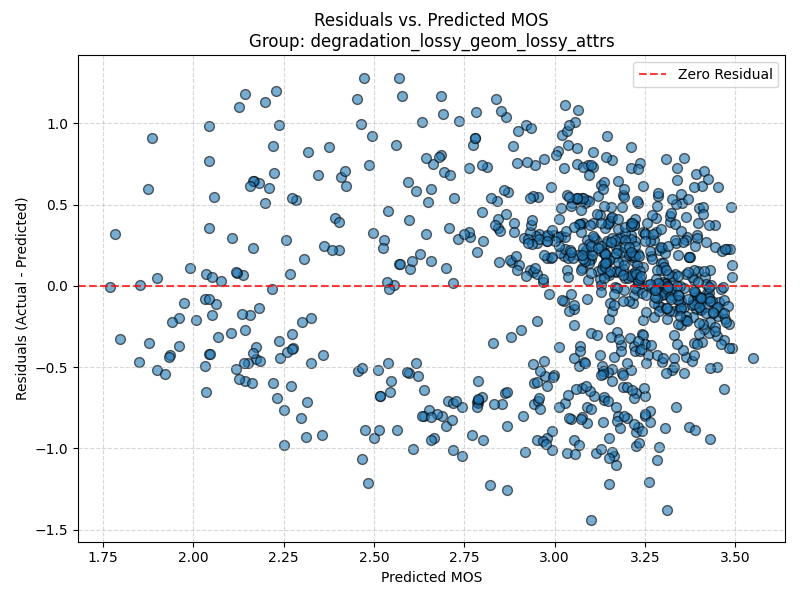 Residuals vs. Predicted MOS
Group: degradation_lossy_geom_lossy_attrs
Zero Residual
Residuals (Actual - Predicted)
1.0
0.5
0.0
−0.5
−1.0
−1.5
1.75 2.00 2.25 2.50 2.75 3.00 3.25 3.50
Predicted MOS